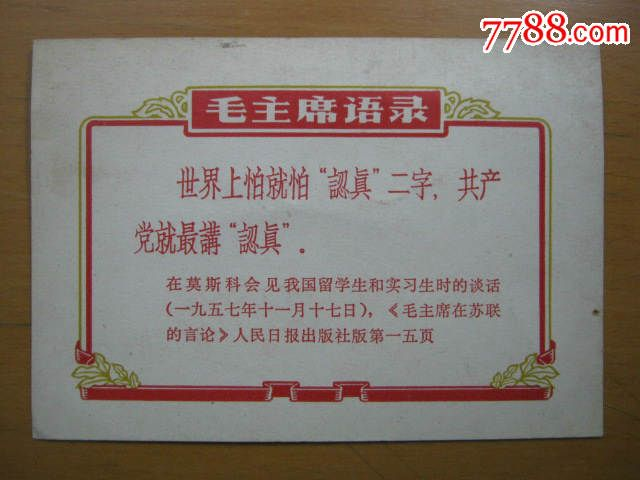 7788.com
毛主席语录
世界上怕就怕“認真”二字，共产
党就最講“認真”。
在莫斯科会见我国留学生和实习生时的谈话
(一九五七年十一月十七日)，《毛主席在苏联
的言论》人民日报出版社版第一五页